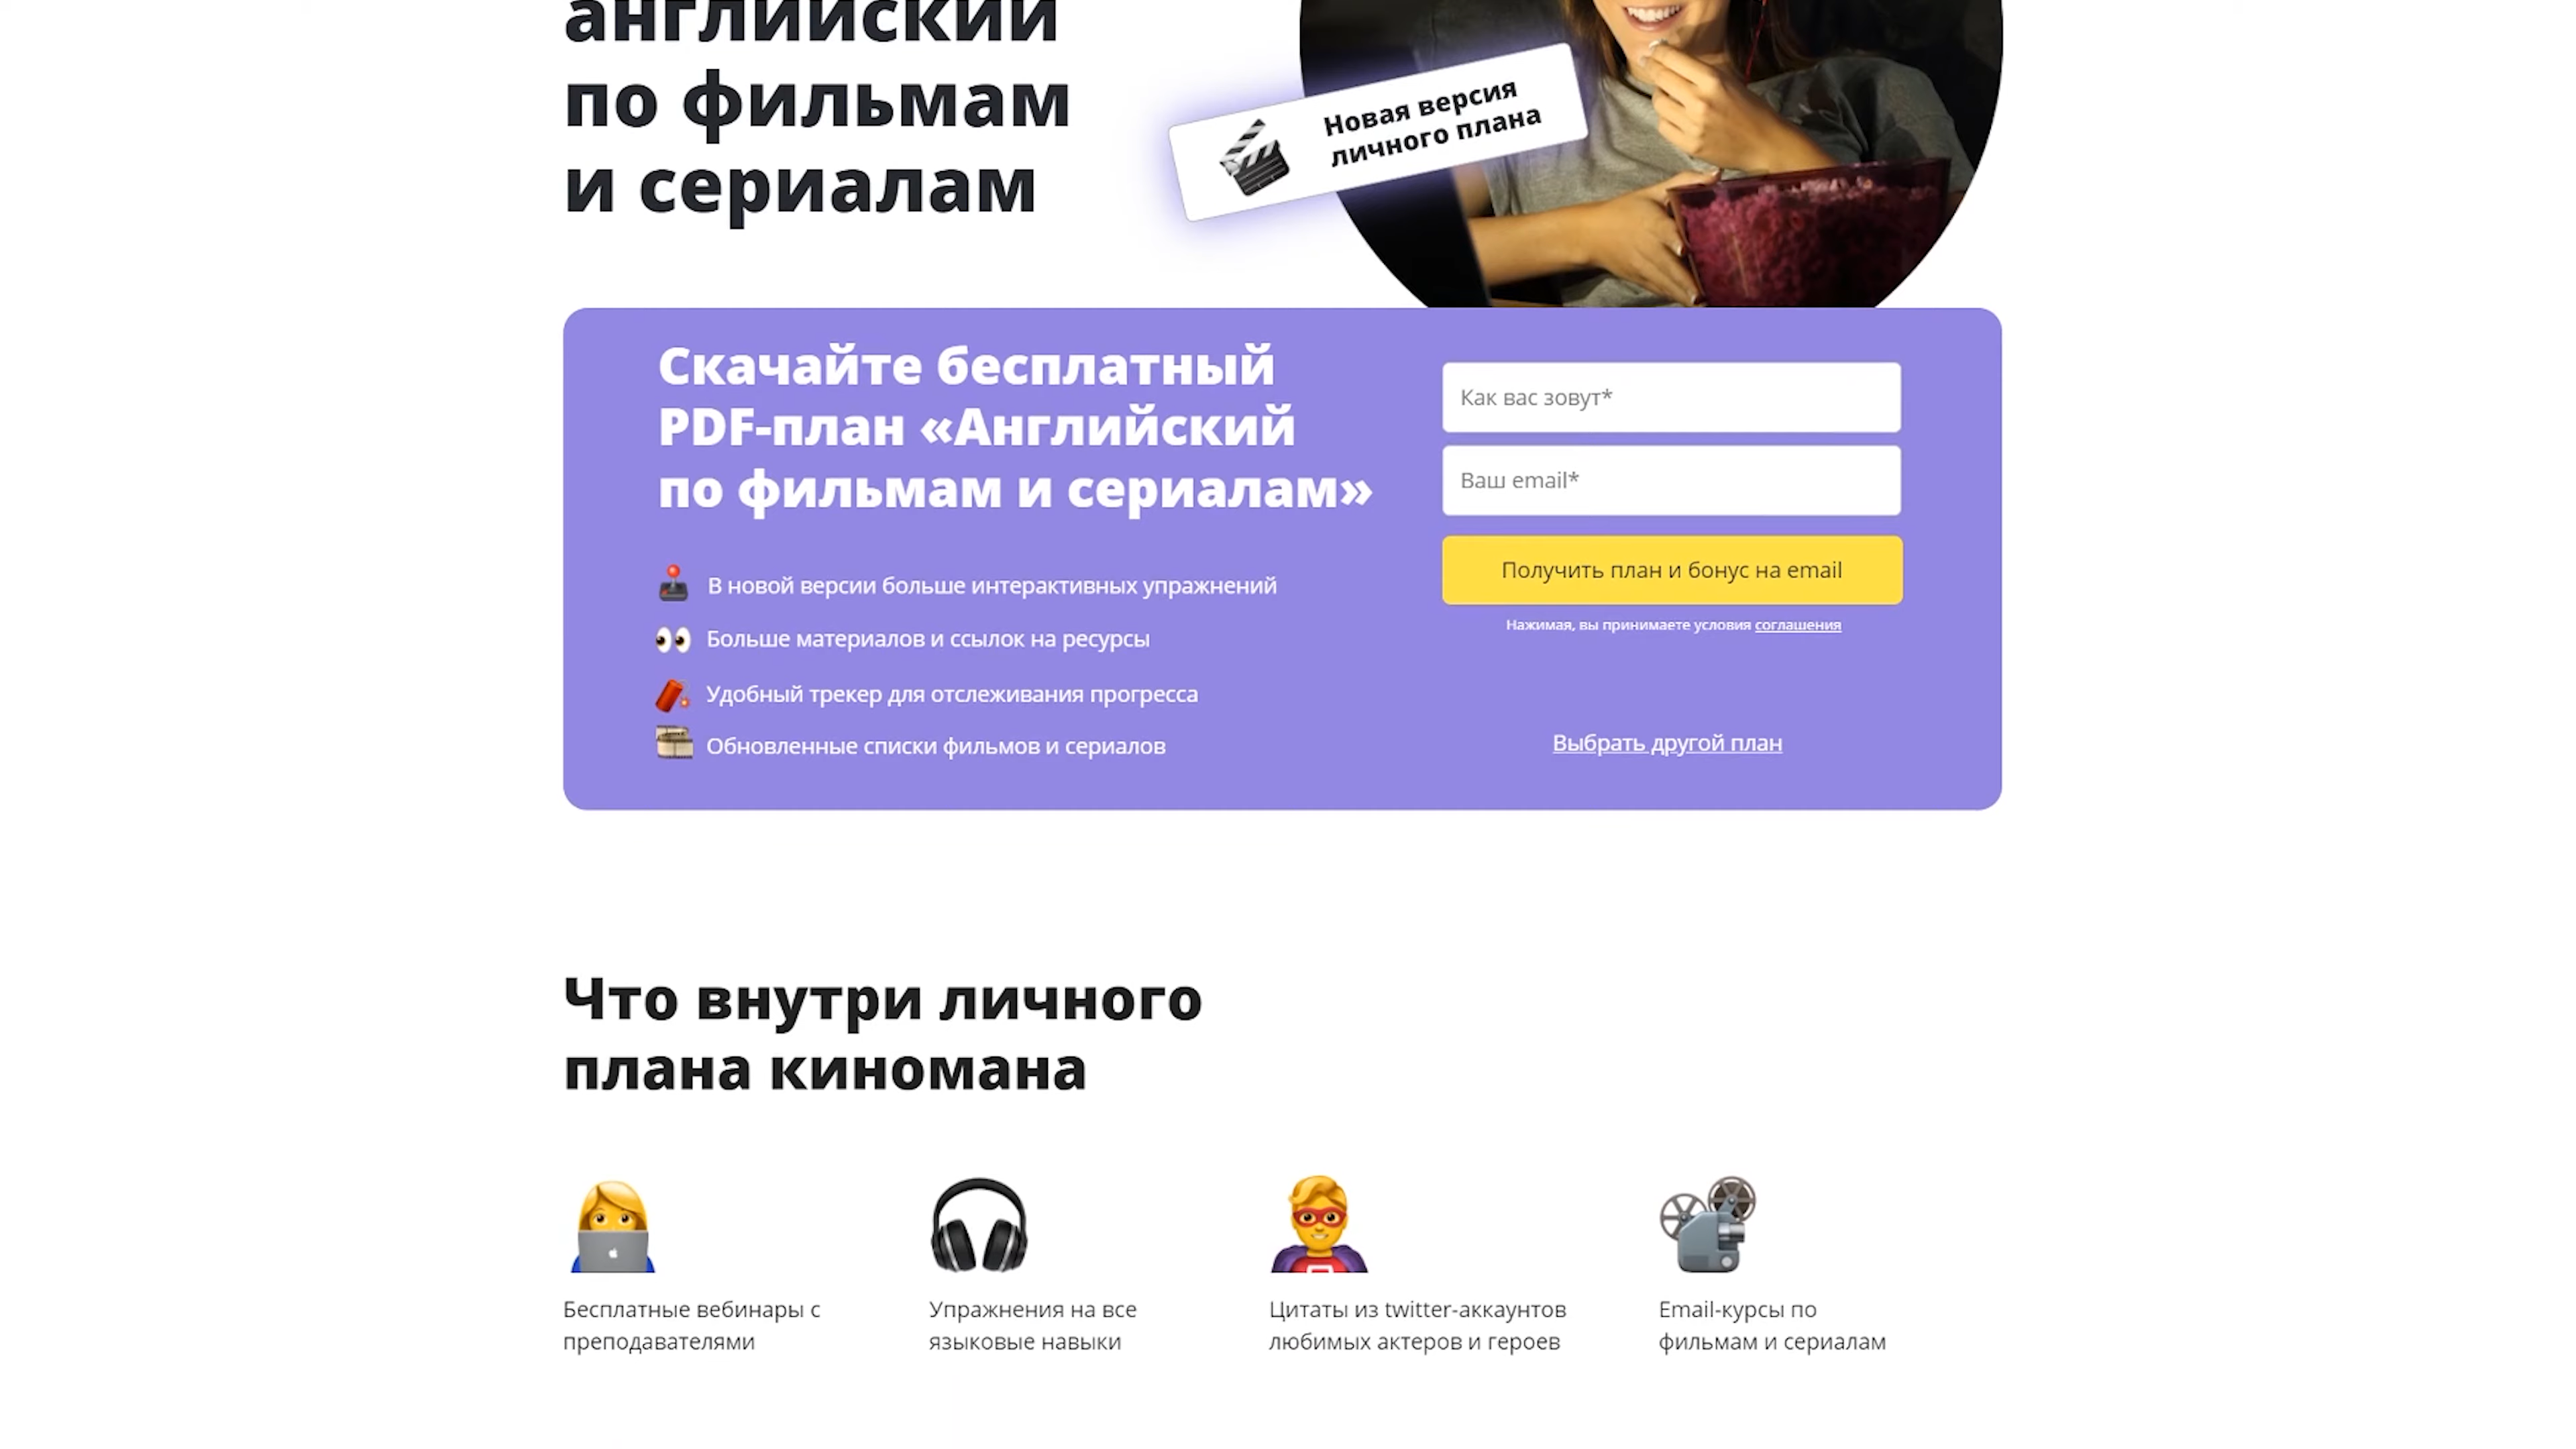 английский
по фильмам
и сериалам
Новая версия
личного плана
Скачайте бесплатный
PDF-план «Английский
по фильмам и сериалам»
В новой версии больше интерактивных упражнений
Больше материалов и ссылок на ресурсы
Удобный трекер для отслеживания прогресса
Обновленные списки фильмов и сериалов
Как вас зовут*
Ваш email*
Получить план и бонус на email
Нажимая, вы принимаете условия соглашения
Выбрать другой план
Что внутри личного
плана киномана
Бесплатные вебинары с
преподавателями
Упражнения на все
языковые навыки
Цитаты из twitter-аккаунтов
любимых актеров и героев
Email-курсы по
фильмам и сериалам